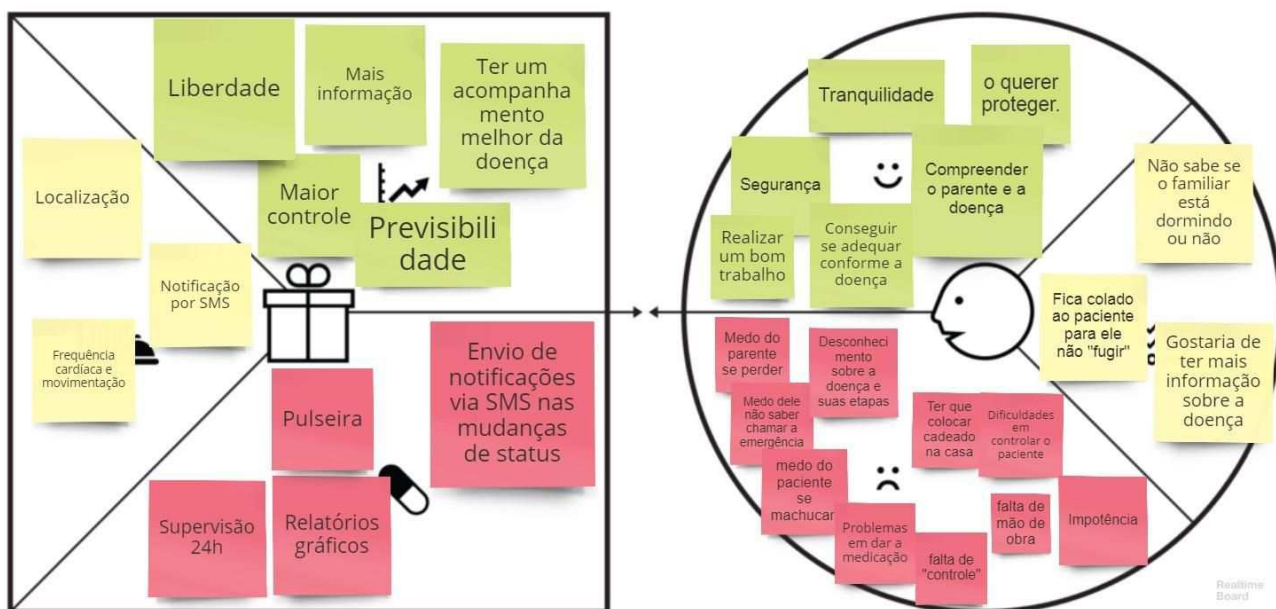 Liberdade
Mais
informação
Ter um
acompanha
mento
melhor da
doença
Localização
Maior
controle
Previsibili
dade
Notificação
por SMS
Frequência
cardíaca e
movimentação
Envio de
notificações
via SMS nas
mudanças
de status
Pulseira
Supervisão
24h
Relatórios
gráficos
Tranquilidade
o querer
proteger.
Segurança
Compreender
o parente e a
doença
Realizar
um bom
trabalho
Conseguir
se adequar
conforme a
doença
Não sabe se
o familiar
está
dormindo
ou não
Fica colado
ao paciente
para ele
não "fugir"
Gostaria de
ter mais
informação
sobre a
doença
Medo do
parente
se perder
Desconheci
mento
sobre a
doença e
suas etapas
Medo dele
não saber
chamar a
emergência
Ter que
colocar
cadeado
na casa
Dificuldades
em
controlar o
paciente
medo do
paciente
se
machucar
Problemas
em dar a
medicação
falta de
"controle"
falta de
mão de
obra
Impotência
Realtime
Board